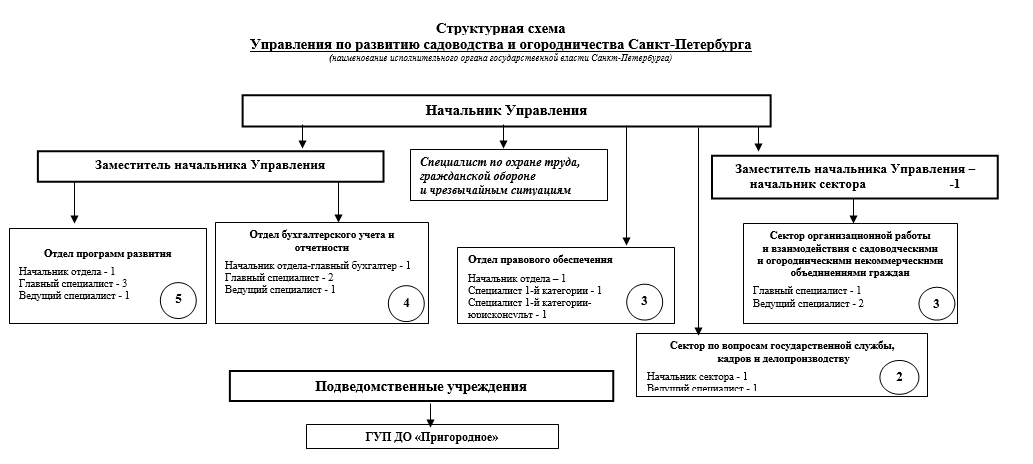 Структурная схема
Управления по развитию садоводства и огородничества Санкт-Петербурга
(наименование исполнительного органа государственной власти Санкт-Петербурга)
Начальник Управления
Заместитель начальника Управления
Специалист по охране труда,
гражданской обороне
и чрезвычайным ситуациям
Заместитель начальника Управления –
начальник сектора -1
Отдел программ развития
Начальник отдела - 1
Главный специалист - 3
Ведущий специалист - 1
5
Отдел бухгалтерского учета и
отчетности
Начальник отдела-главный бухгалтер - 1
Главный специалист - 2
Ведущий специалист - 1
4
Отдел правового обеспечения
Начальник отдела – 1
Специалист 1-й категории - 1
Специалист 1-й категории-
юрисконсульт - 1
3
Сектор организационной работы
и взаимодействия с садоводческими
и огородническими некоммерческими
объединениями граждан
Главный специалист - 1
Ведущий специалист - 2
3
Сектор по вопросам государственной службы,
кадров и делопроизводству
Начальник сектора - 1
Ведущий специалист - 1
2
Подведомственные учреждения
ГУП ДО «Пригородное»